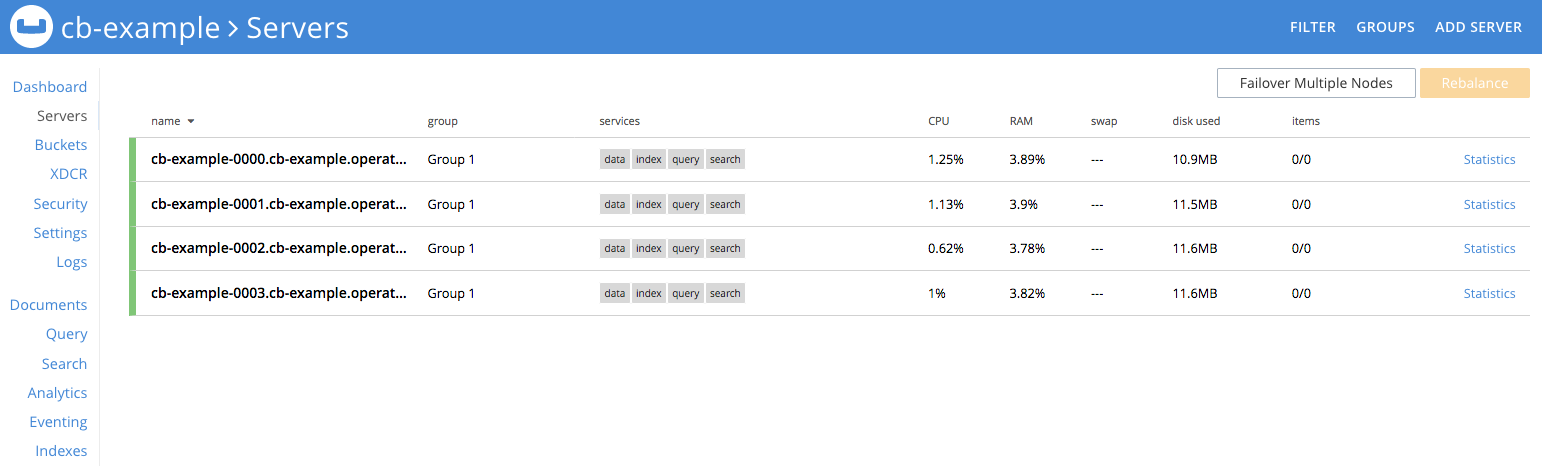 cb-example > Servers FILTER GROUPS ADD SERVER
Failover Multiple Nodes Rebalance
Dashboard
Servers
Buckets
XDCR
Security
Settings
Logs
Documents
Query
Search
Analytics
Eventing
Indexes
name group services CPU RAM swap disk used items
cb-example-0000.cb-example.operat... Group 1 data index query search 1.25% 3.89% --- 10.9MB 0/0 Statistics
cb-example-0001.cb-example.operat... Group 1 data index query search 1.13% 3.9% --- 11.5MB 0/0 Statistics
cb-example-0002.cb-example.operat... Group 1 data index query search 0.62% 3.78% --- 11.6MB 0/0 Statistics
cb-example-0003.cb-example.operat... Group 1 data index query search 1% 3.82% --- 11.6MB 0/0 Statistics